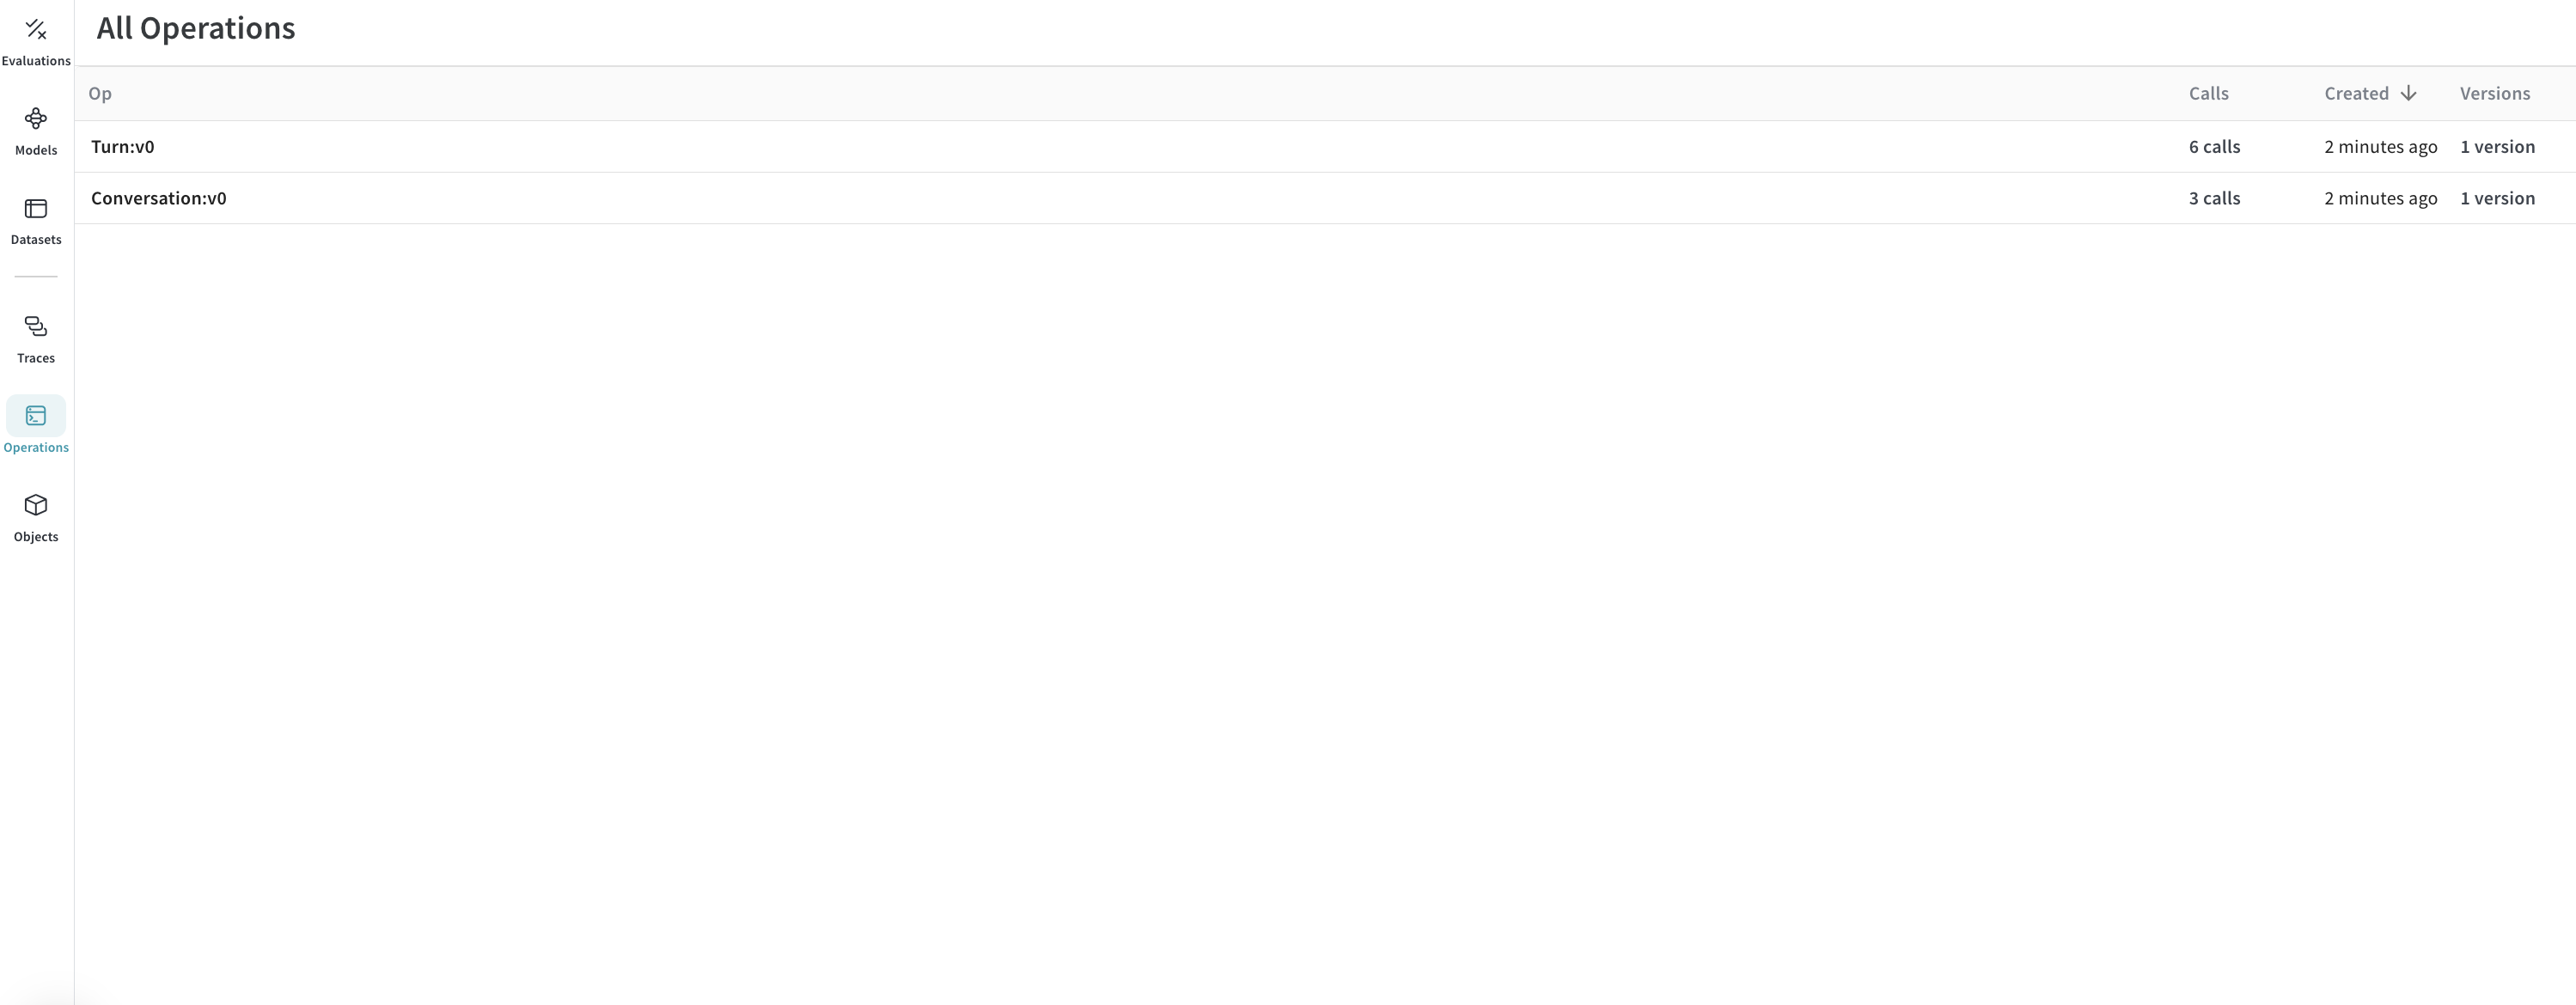 All Operations
Evaluations
Models
Datasets
Traces
Operations
Objects
Op Calls Created Versions
Turn:v0 6 calls 2 minutes ago 1 version
Conversation:v0 3 calls 2 minutes ago 1 version